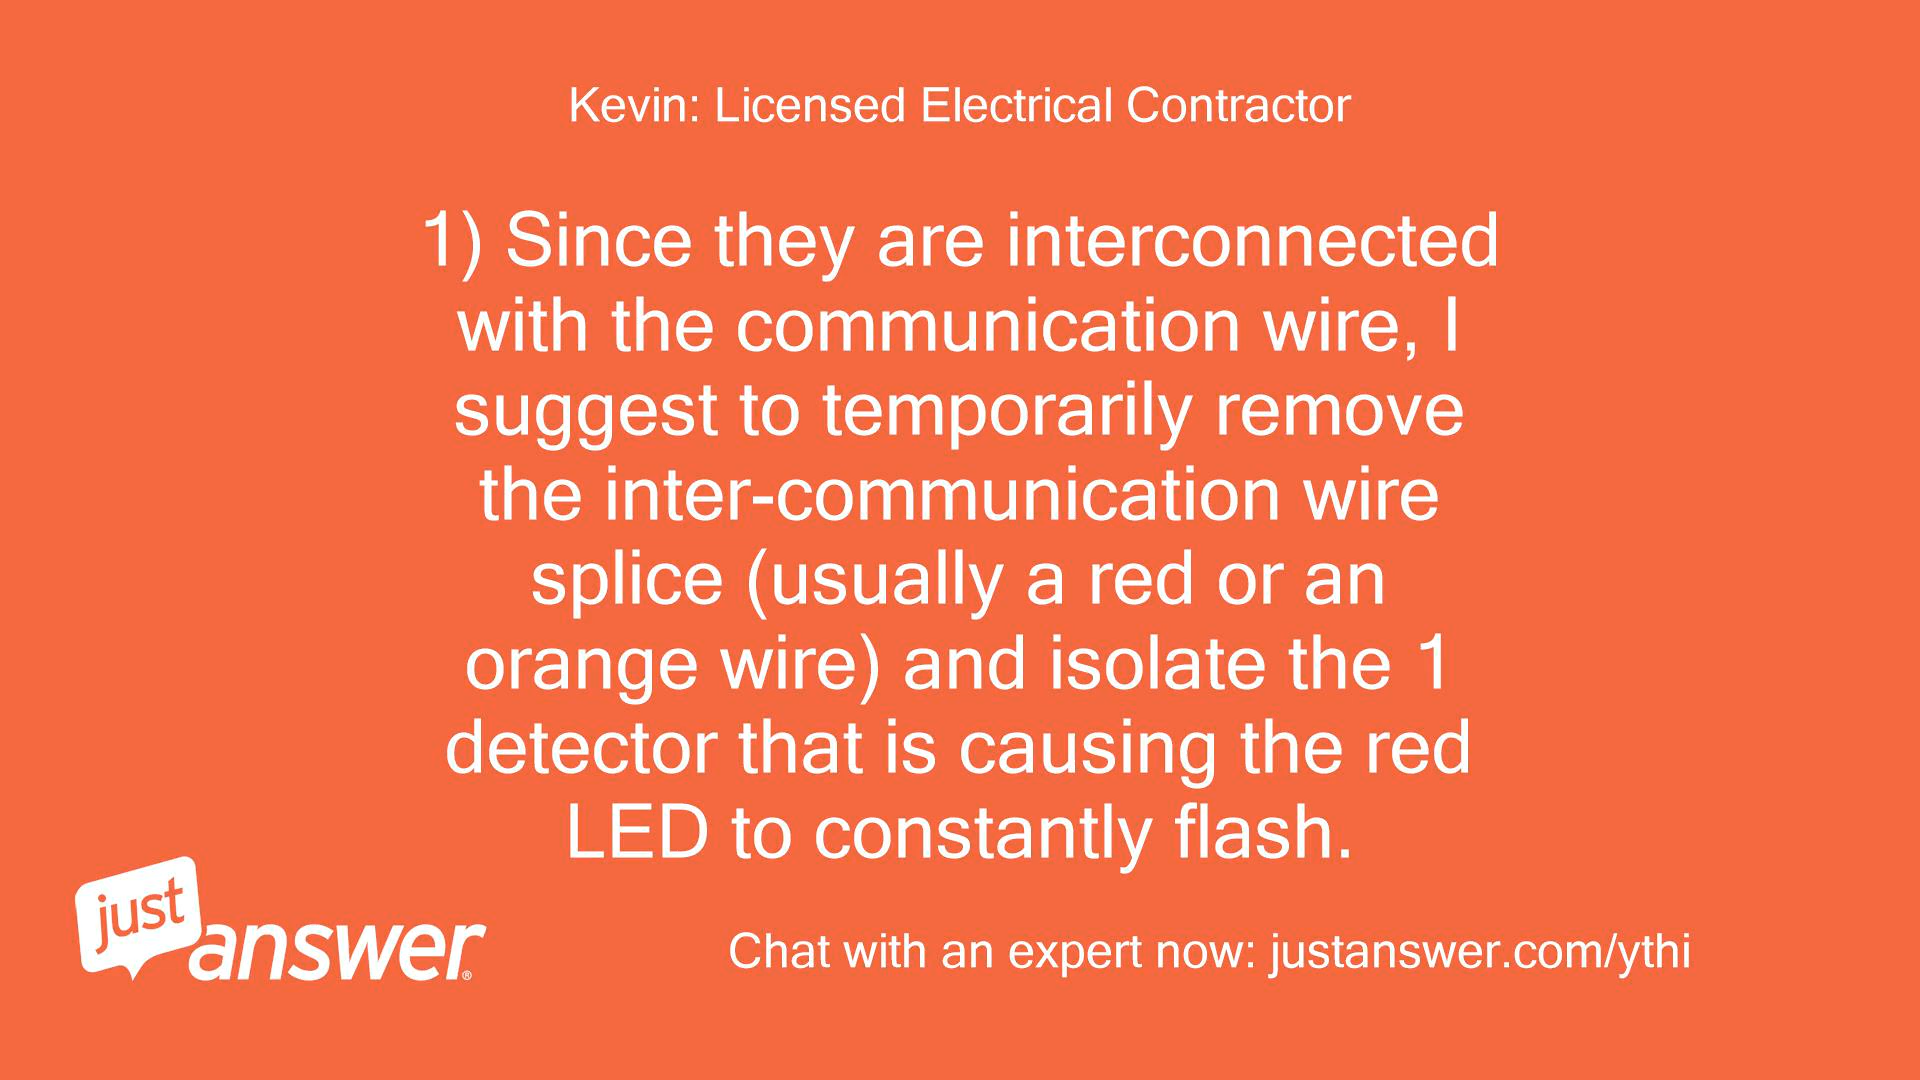 Kevin: Licensed Electrical Contractor
1) Since they are interconnected
with the communication wire, I
suggest to temporarily remove
the inter-communication wire
splice (usually a red or an
orange wire) and isolate the 1
detector that is causing the red
LED to constantly flash.
just
answer®
Chat with an expert now: justanswer.com/ythi